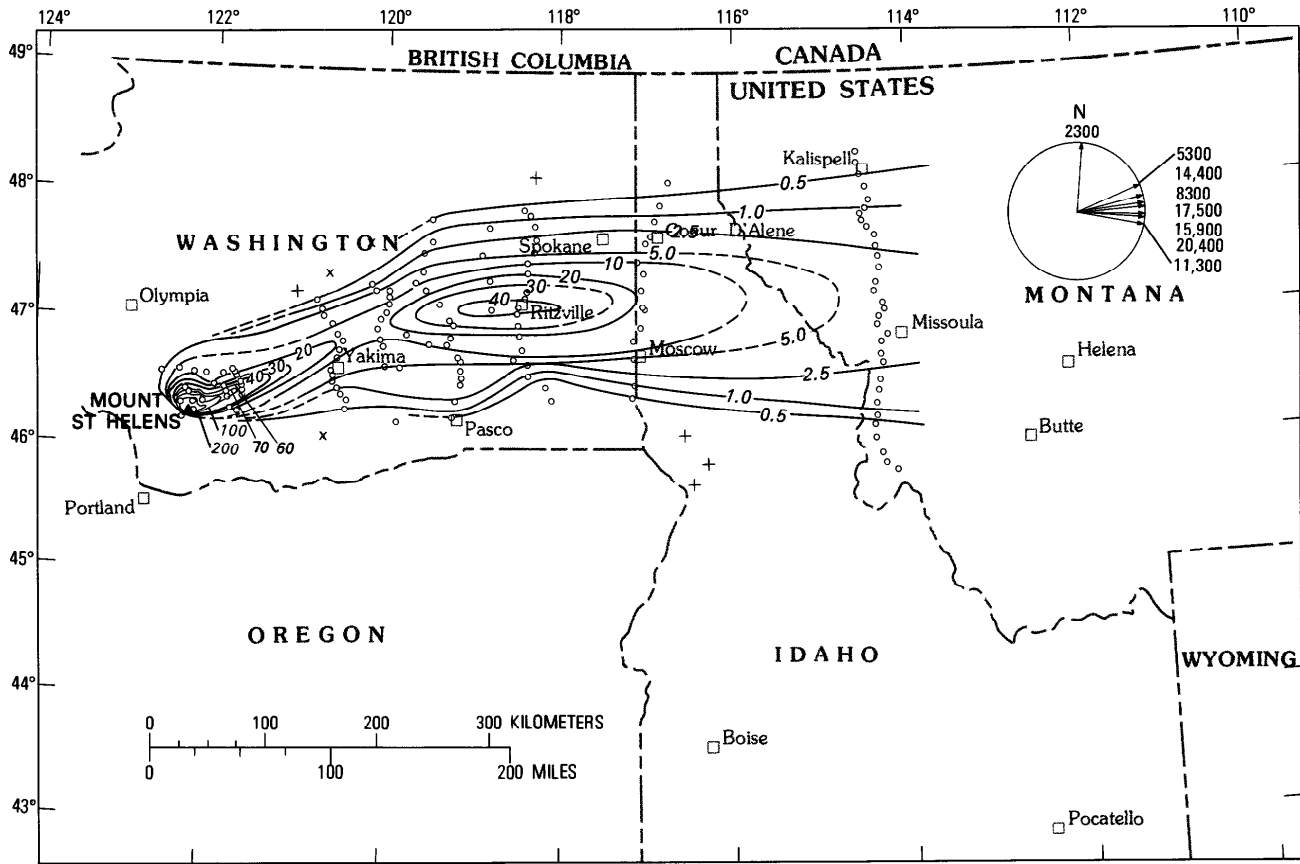 124° 122° 120° 118° 116° 114° 112° 110°
49°
BRITISH COLUMBIA
CANADA
UNITED STATES
N
2300
5300
14,400
8300
17,500
15,900
20,400
11,300
48°
Kalispell
0.5
1.0
2.5
WASHINGTON
Spokane
Coeur D'Alene
5.0
10
20
30
40
Ritzville
MONTANA
Olympia
47°
Missoula
Helena
5.0
Moscow
Yakima
20
30
40
2.5
1.0
0.5
MOUNT
ST HELENS
100
200
70
60
Pasco
46°
Butte
Portland
45°
OREGON
IDAHO
WYOMING
44°
0 100 200 300 KILOMETERS
0 100 200 MILES
Boise
43°
Pocatello